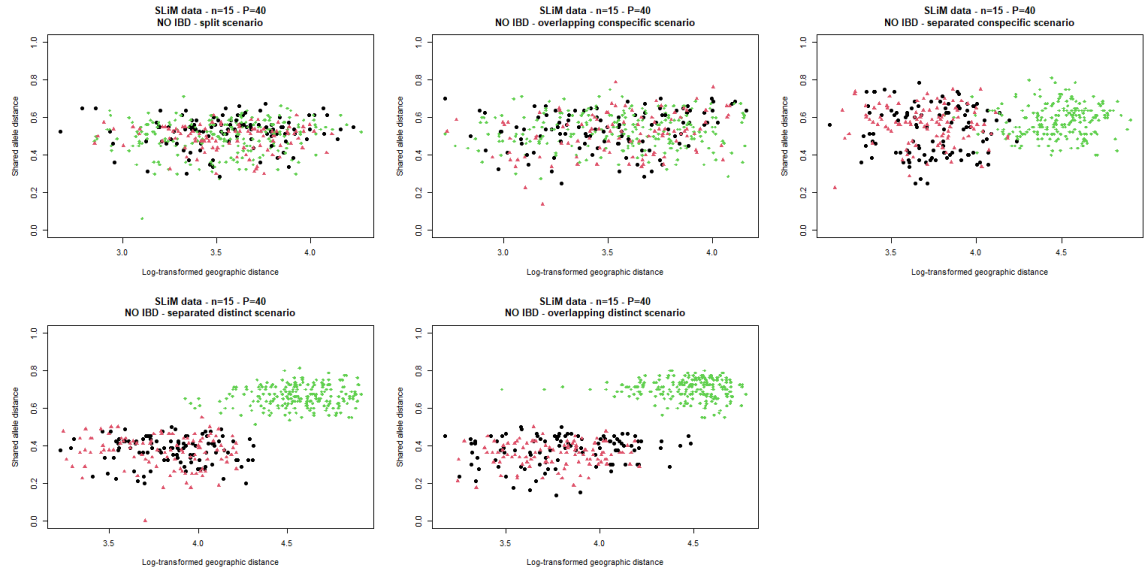 SLiM data - n=15 - P=40
NO IBD - split scenario
Shared allele distance
0.0 0.2 0.4 0.6 0.8 1.0
3.0 3.5 4.0
Log-transformed geographic distance
SLiM data - n=15 - P=40
NO IBD - overlapping conspecific scenario
Shared allele distance
0.0 0.2 0.4 0.6 0.8 1.0
3.0 3.5 4.0
Log-transformed geographic distance
SLiM data - n=15 - P=40
NO IBD - separated conspecific scenario
Shared allele distance
0.0 0.2 0.4 0.6 0.8 1.0
3.5 4.0 4.5
Log-transformed geographic distance
SLiM data - n=15 - P=40
NO IBD - separated distinct scenario
Shared allele distance
0.0 0.2 0.4 0.6 0.8 1.0
3.5 4.0 4.5
Log-transformed geographic distance
SLiM data - n=15 - P=40
NO IBD - overlapping distinct scenario
Shared allele distance
0.0 0.2 0.4 0.6 0.8 1.0
3.5 4.0 4.5
Log-transformed geographic distance